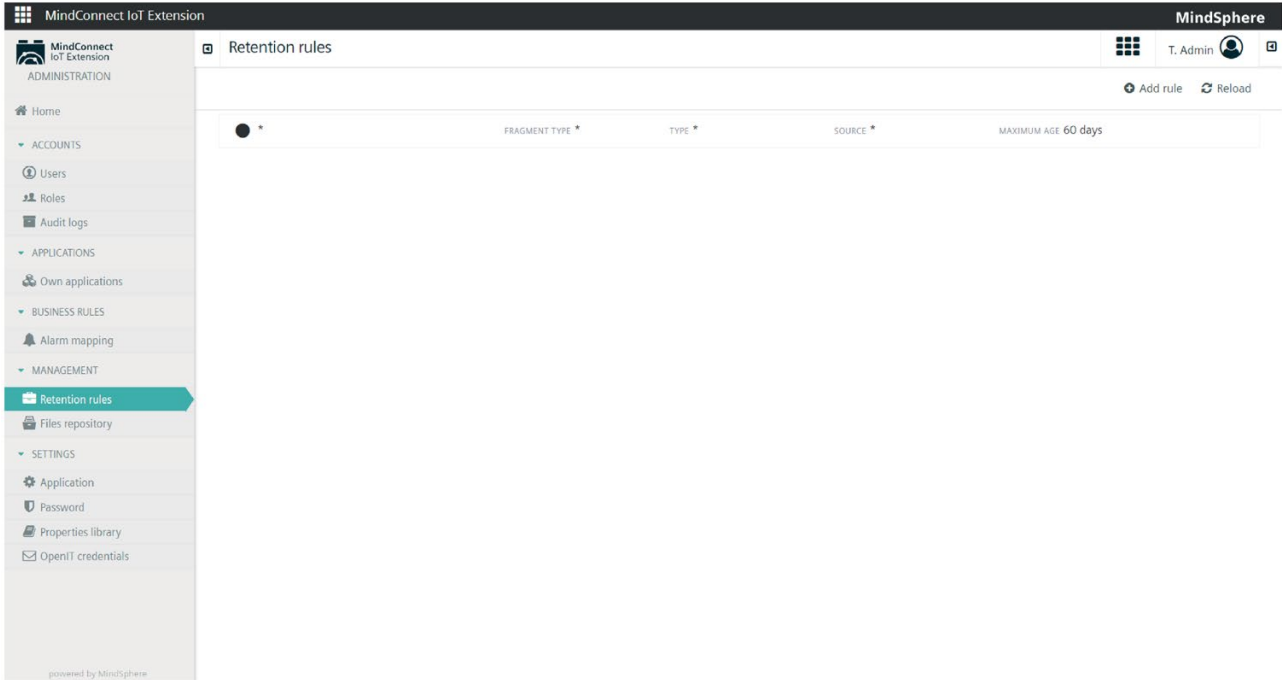 MindConnect IoT Extension
MindSphere
MindConnect
IoT Extension
ADMINISTRATION
Retention rules
T. Admin
Add rule
Reload
Home
ACCOUNTS
Users
Roles
Audit logs
APPLICATIONS
Own applications
BUSINESS RULES
Alarm mapping
MANAGEMENT
Retention rules
Files repository
SETTINGS
Application
Password
Properties library
OpenIT credentials
powered by MindSphere
* FRAGMENT TYPE * TYPE * SOURCE * MAXIMUM AGE 60 days